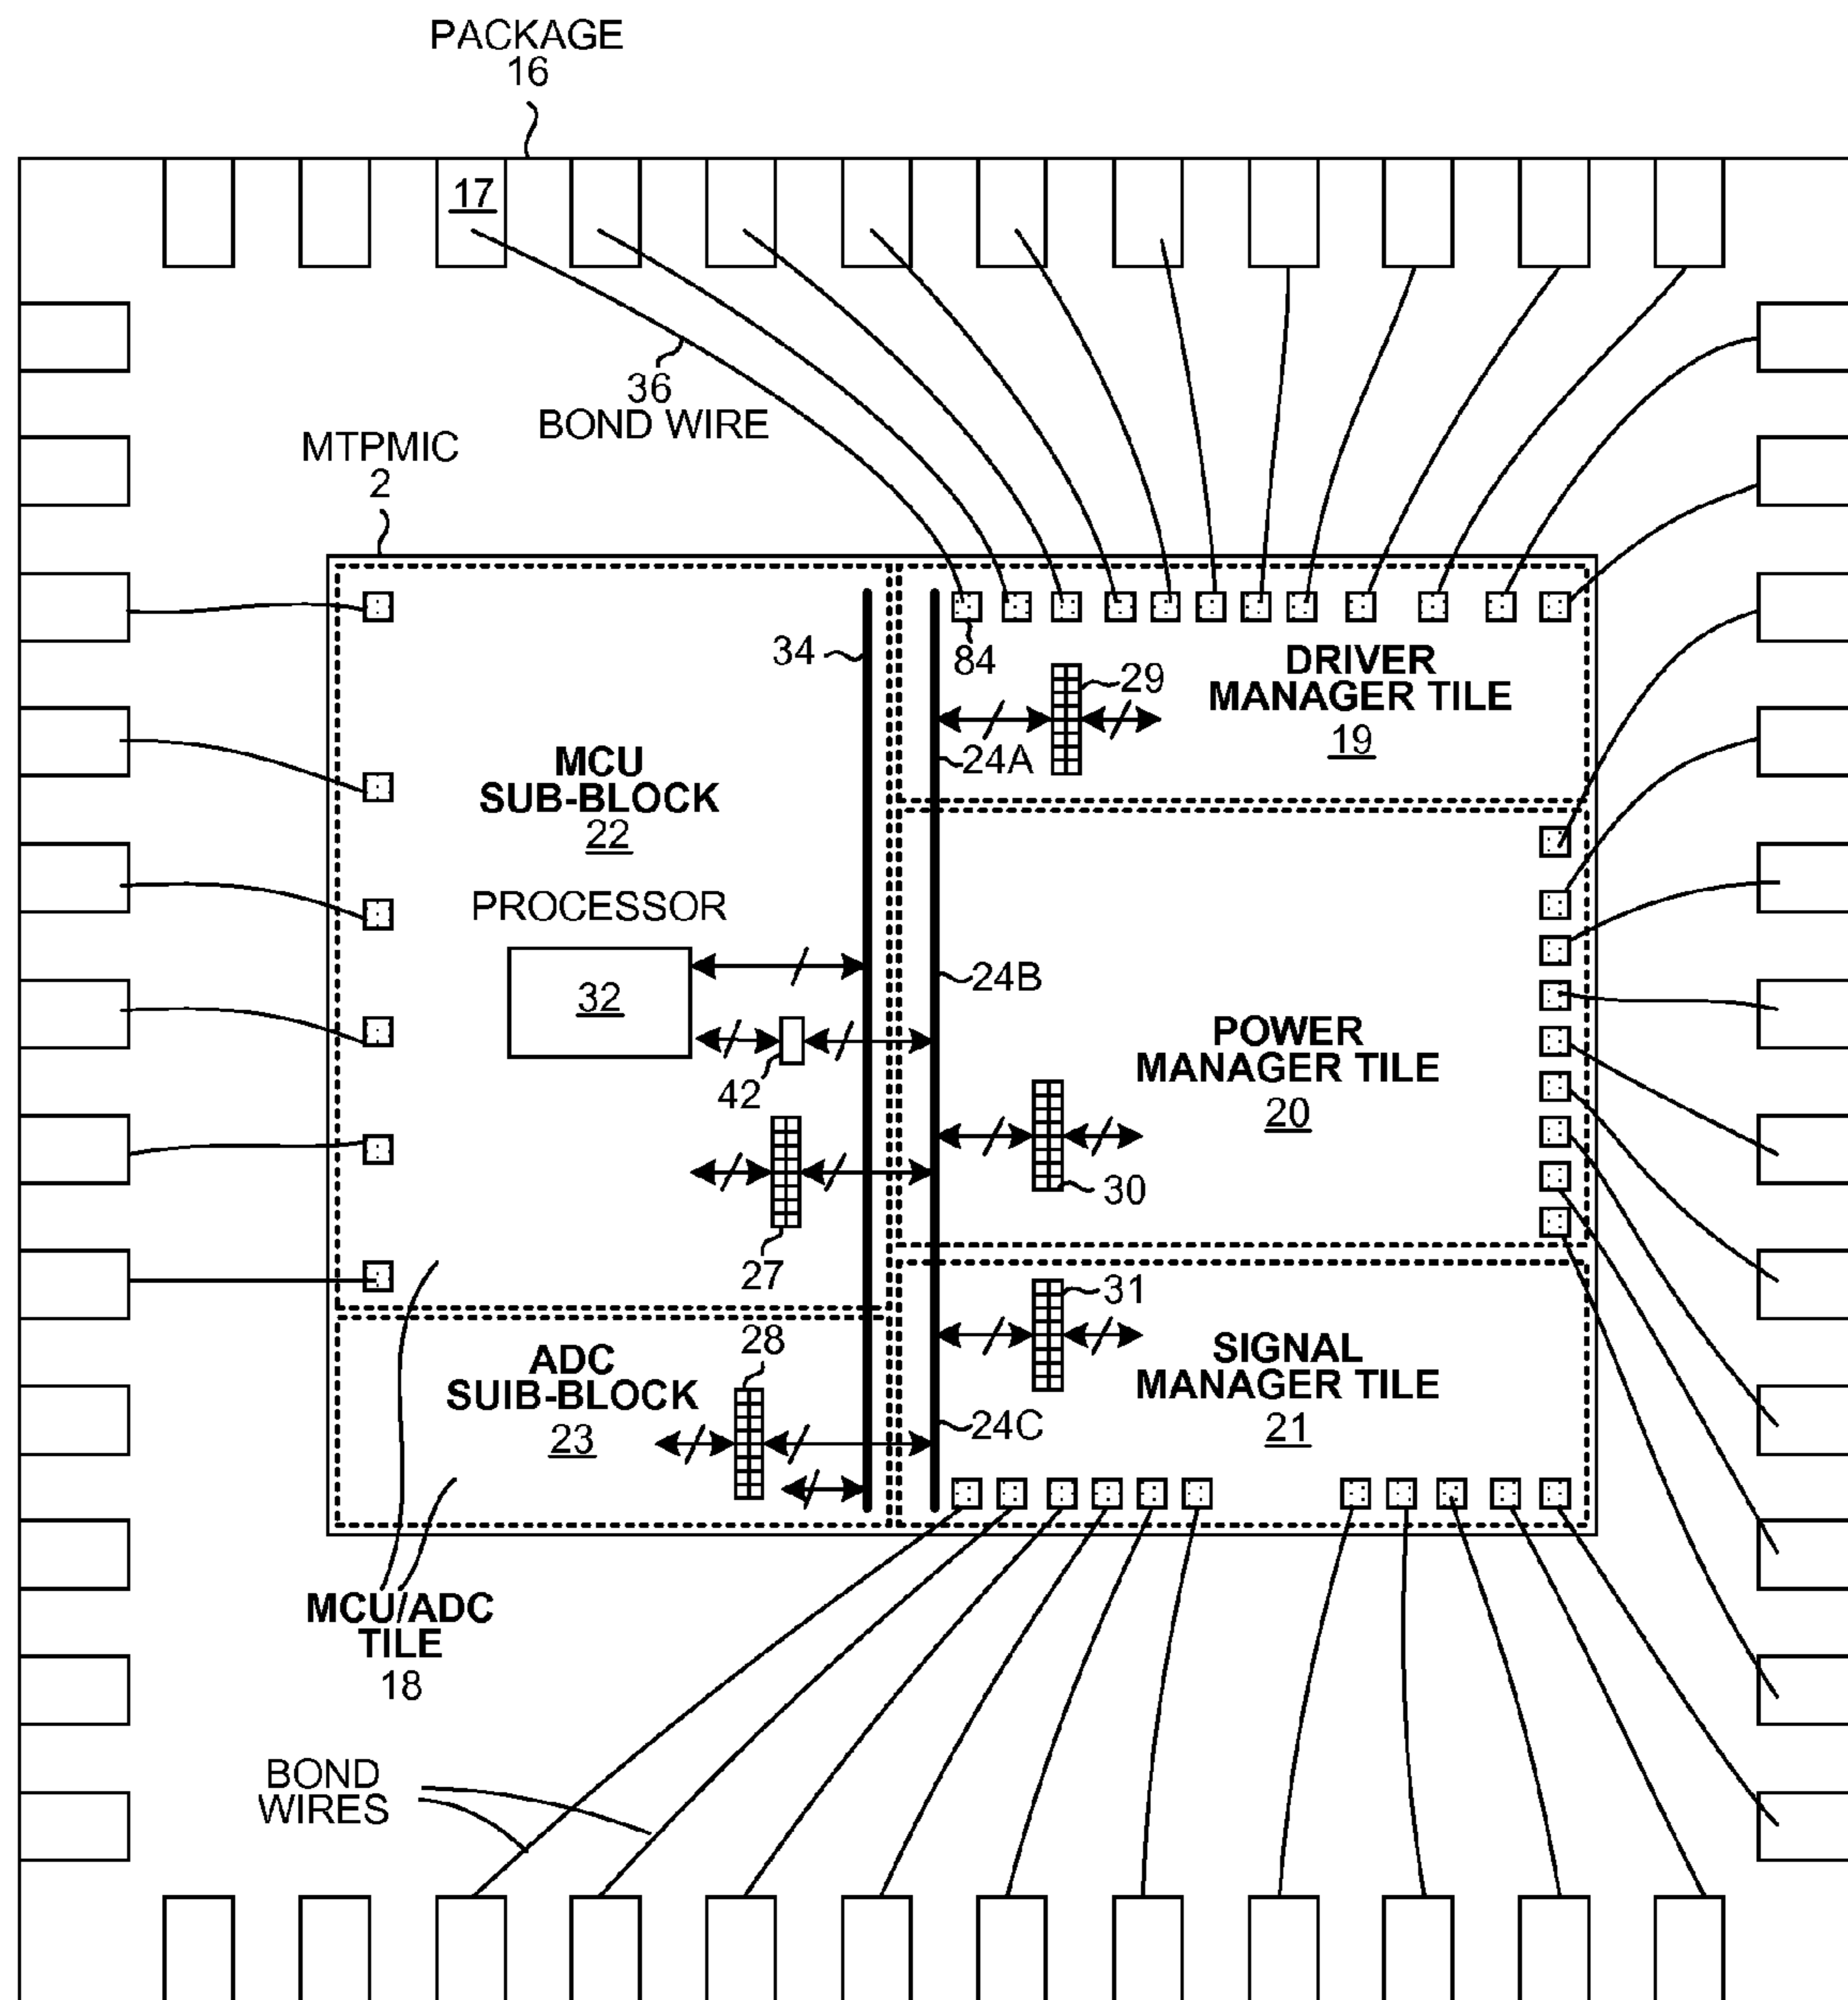 PACKAGE
16
17
36
BOND WIRE
MTPMIC
2
34
84
29
DRIVER
MANAGER TILE
19
24A
MCU
SUB-BLOCK
22
PROCESSOR
32
24B
42
POWER
MANAGER TILE
20
30
27
31
28
ADC
SUIB-BLOCK
23
SIGNAL
MANAGER TILE
21
24C
MCU/ADC
TILE
18
BOND
WIRES